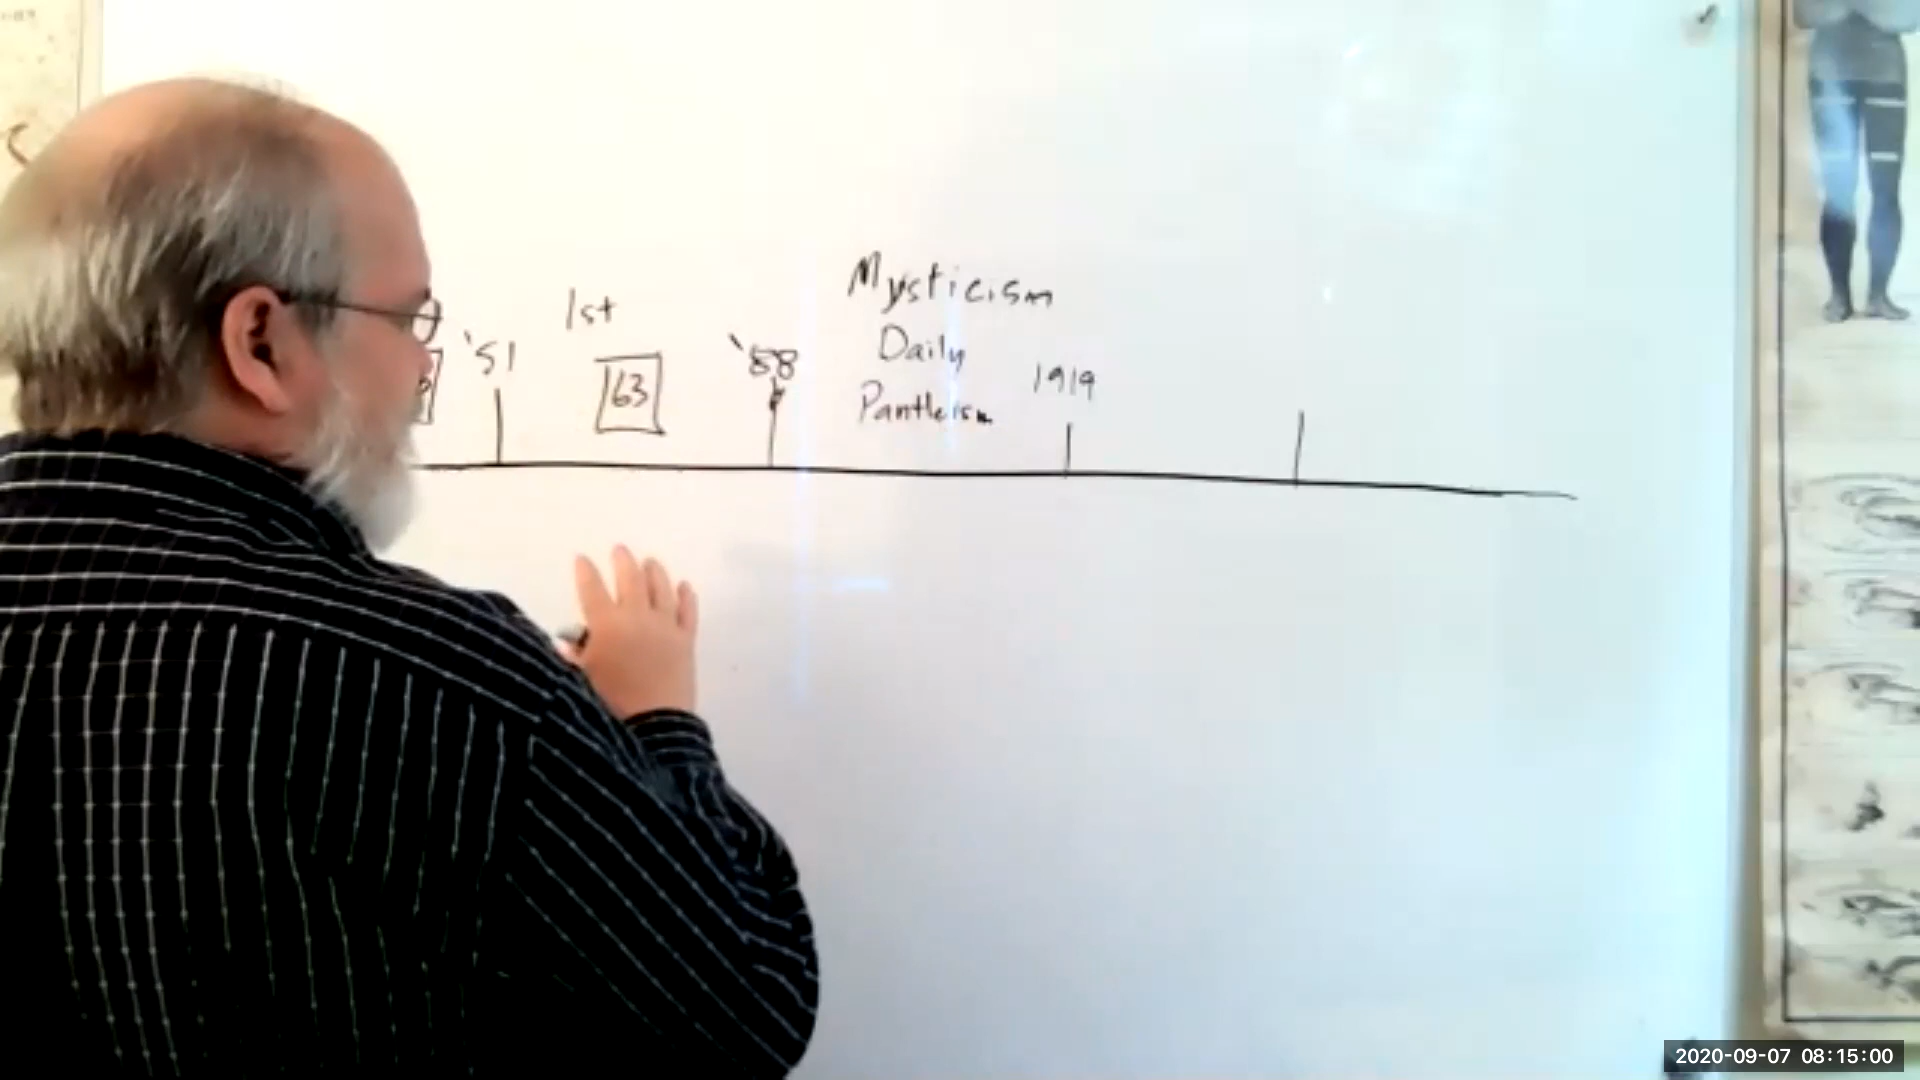 1st
'51
63
'88
Mysticism
Daily
Pantheism
1919
2020-09-07 08:15:00